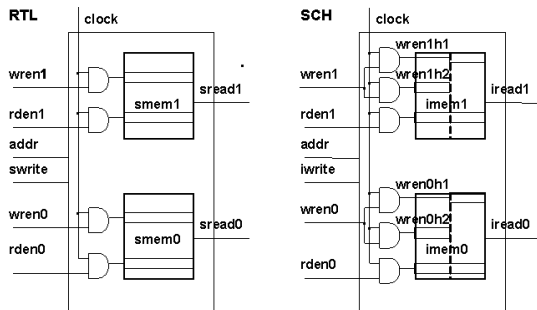 RTL
clock
wren1
rden1
addr
swrite
wren0
rden0
smem1
sread1
smem0
sread0
SCH
clock
wren1h1
wren1
wren1h2
rden1
addr
iwrite
imem1
iread1
wren0h1
wren0
wren0h2
rden0
imem0
iread0